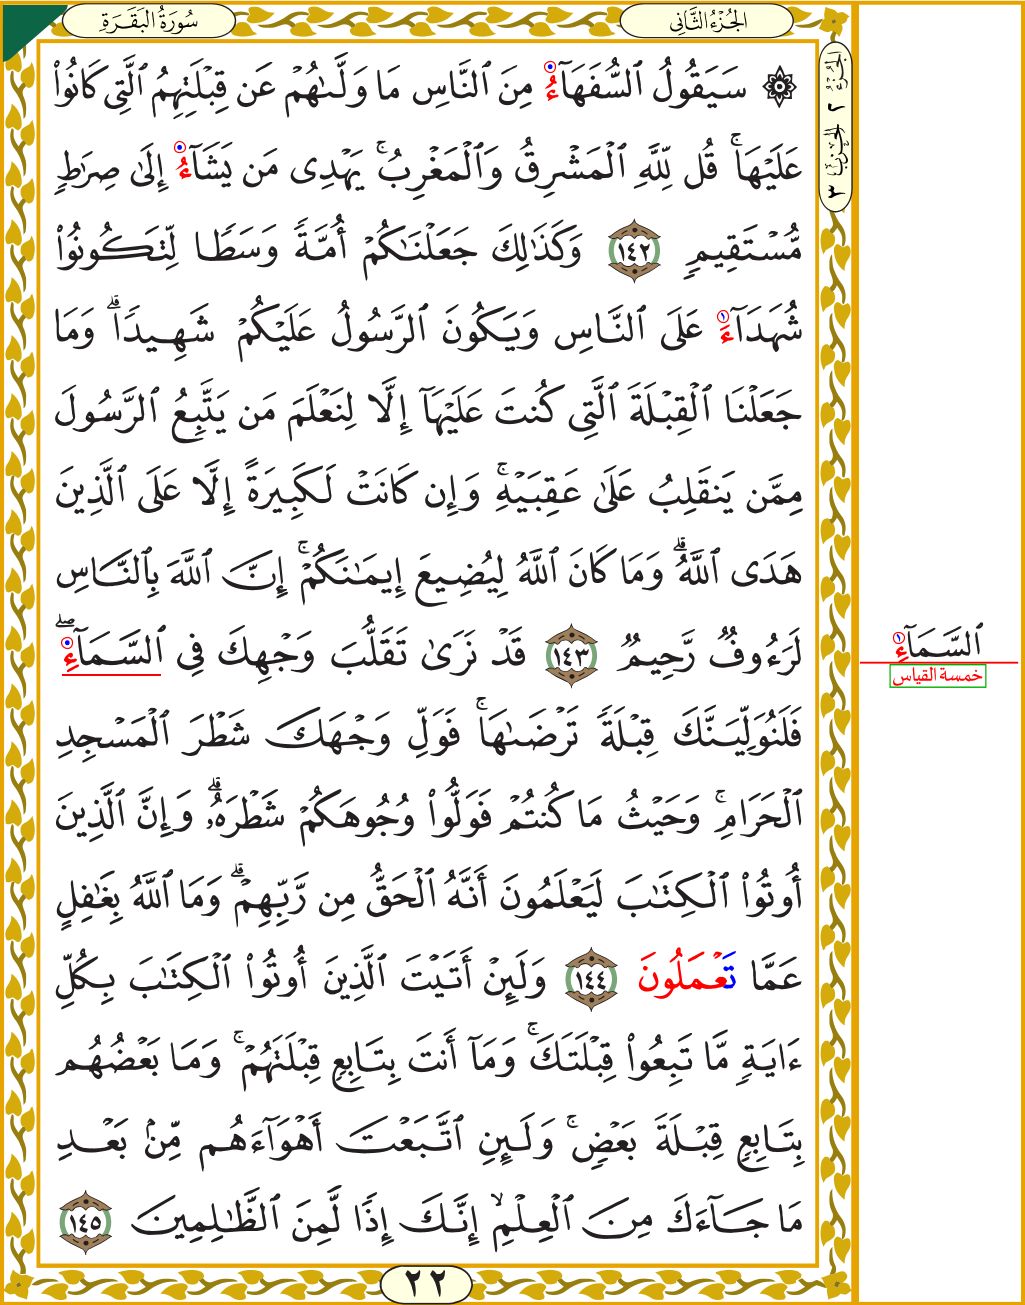 سُورَةُ البَقَرَةِ
الجُزْءُ الثَّانِي
الجُزْءُ ٢ الحِزْبُ ٣
۞ سَيَقُولُ ٱلسُّفَهَآءُ مِنَ ٱلنَّاسِ مَا وَلَّىٰهُمْ عَن قِبْلَتِهِمُ ٱلَّتِى كَانُوا۟
عَلَيْهَا ۚ قُل لِّلَّهِ ٱلْمَشْرِقُ وَٱلْمَغْرِبُ ۚ يَهْدِى مَن يَشَآءُ إِلَىٰ صِرَٰطٍ
مُّسْتَقِيمٍ ١٤٢ وَكَذَٰلِكَ جَعَلْنَـٰكُمْ أُمَّةً وَسَطًا لِّتَكُونُوا۟
شُهَدَآءَ عَلَى ٱلنَّاسِ وَيَكُونَ ٱلرَّسُولُ عَلَيْكُمْ شَهِيدًا ۗ وَمَا
جَعَلْنَا ٱلْقِبْلَةَ ٱلَّتِى كُنتَ عَلَيْهَآ إِلَّا لِنَعْلَمَ مَن يَتَّبِعُ ٱلرَّسُولَ
مِمَّن يَنقَلِبُ عَلَىٰ عَقِبَيْهِ ۚ وَإِن كَانَتْ لَكَبِيرَةً إِلَّا عَلَى ٱلَّذِينَ
هَدَى ٱللَّهُ ۗ وَمَا كَانَ ٱللَّهُ لِيُضِيعَ إِيمَـٰنَكُمْ ۚ إِنَّ ٱللَّهَ بِٱلنَّاسِ
لَرَءُوفٌ رَّحِيمٌ ١٤٣ قَدْ نَرَىٰ تَقَلُّبَ وَجْهِكَ فِى ٱلسَّمَآءِ ۖ
فَلَنُوَلِّيَنَّكَ قِبْلَةً تَرْضَىٰهَا ۚ فَوَلِّ وَجْهَكَ شَطْرَ ٱلْمَسْجِدِ
ٱلْحَرَامِ ۚ وَحَيْثُ مَا كُنتُمْ فَوَلُّوا۟ وُجُوهَكُمْ شَطْرَهُۥ ۗ وَإِنَّ ٱلَّذِينَ
أُوتُوا۟ ٱلْكِتَـٰبَ لَيَعْلَمُونَ أَنَّهُ ٱلْحَقُّ مِن رَّبِّهِمْ ۗ وَمَا ٱللَّهُ بِغَـٰفِلٍ
عَمَّا تَعْمَلُونَ ١٤٤ وَلَئِنْ أَتَيْتَ ٱلَّذِينَ أُوتُوا۟ ٱلْكِتَـٰبَ بِكُلِّ
ءَايَةٍ مَّا تَبِعُوا۟ قِبْلَتَكَ ۚ وَمَآ أَنتَ بِتَابِعٍ قِبْلَتَهُمْ ۚ وَمَا بَعْضُهُم
بِتَابِعٍ قِبْلَةَ بَعْضٍ ۚ وَلَئِنِ ٱتَّبَعْتَ أَهْوَآءَهُم مِّنۢ بَعْدِ
مَا جَآءَكَ مِنَ ٱلْعِلْمِ ۙ إِنَّكَ إِذًا لَّمِنَ ٱلظَّـٰلِمِينَ ١٤٥
٢٢
ٱلسَّمَآءِ
خمسة القياس